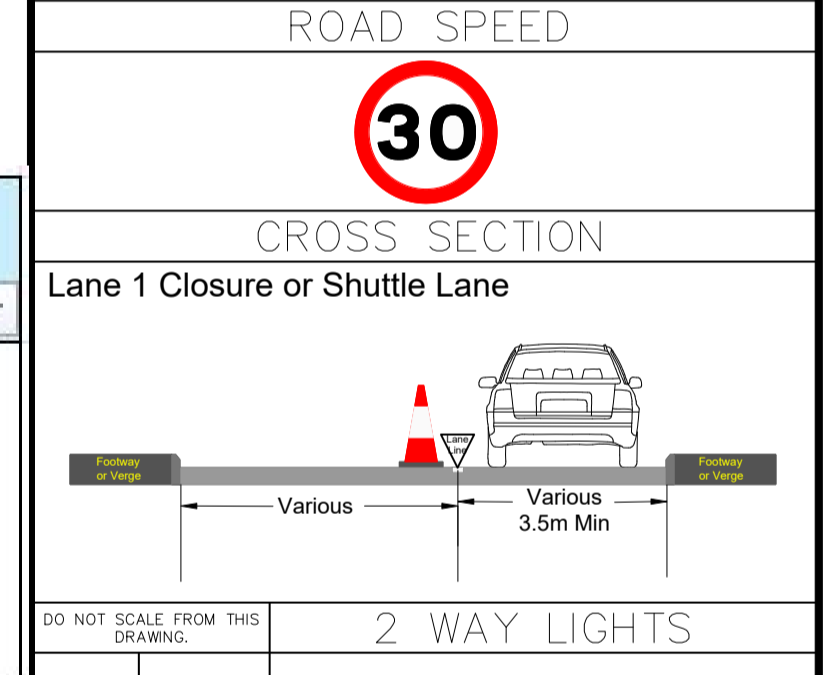 ROAD SPEED
30
CROSS SECTION
Lane 1 Closure or Shuttle Lane
Lane
Line
Footway
or Verge
Footway
or Verge
Various
Various
3.5m Min
DO NOT SCALE FROM THIS
DRAWING.
2 WAY LIGHTS